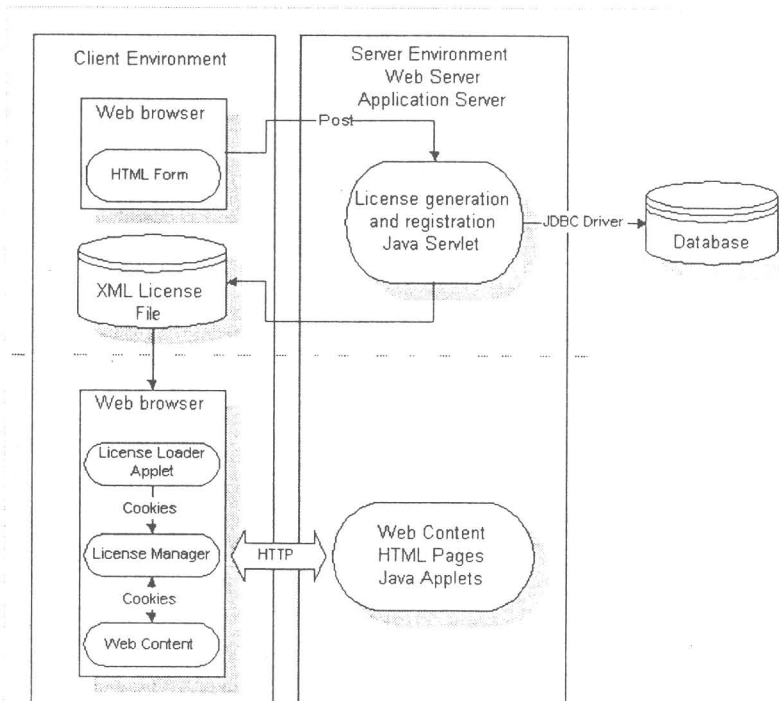 Client Environment
Server Environment
Web Server
Application Server
Web browser
HTML Form
Post
License generation
and registration
Java Servlet
JDBC Driver
Database
XML License
File
Web browser
License Loader
Applet
Cookies
License Manager
HTTP
Web Content
HTML Pages
Java Applets
Cookies
Web Content